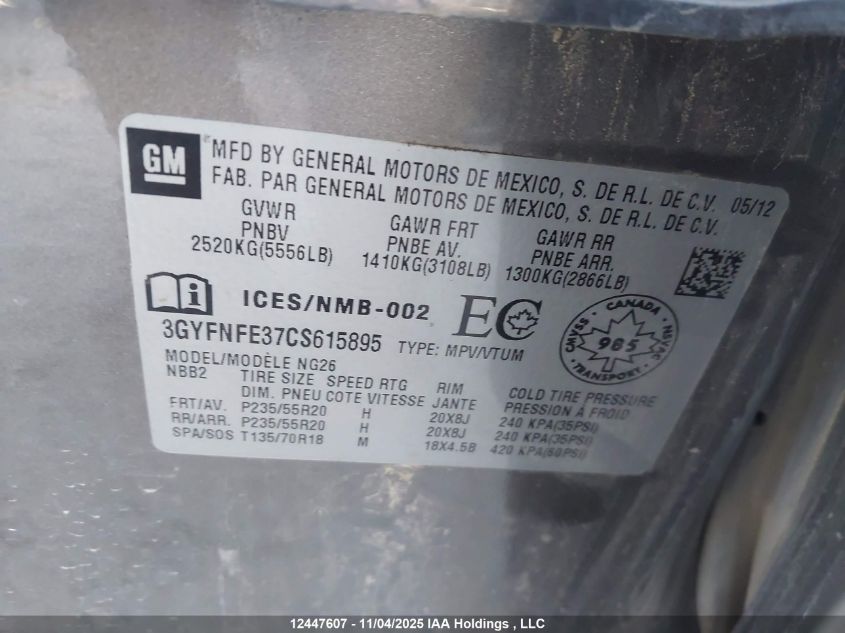 GM
MFD BY GENERAL MOTORS DE MEXICO, S. DE R.L. DE C.V. 05/12
FAB. PAR GENERAL MOTORS DE MEXICO, S. DE R.L. DE C.V.
GVWR GAWR FRT GAWR RR
PNBV PNBE AV. PNBE ARR.
2520KG(5556LB) 1410KG(3108LB) 1300KG(2866LB)
i ICES/NMB-002 EC
CANADA
CMVSS 985 NSVAC
TRANSPORT
3GYFNFE37CS615895 TYPE: MPV/VTUM
MODEL/MODÈLE NG26
NBB2 TIRE SIZE SPEED RTG RIM COLD TIRE PRESSURE
DIM. PNEU COTE VITESSE JANTE PRESSION À FROID
FRT/AV. P235/55R20 H 20X8J 240 KPA(35PSI)
RR/ARR. P235/55R20 H 20X8J 240 KPA(35PSI)
SPA/SOS T135/70R18 M 18X4.5B 420 KPA(60PSI)
12447607 - 11/04/2025 IAA Holdings , LLC